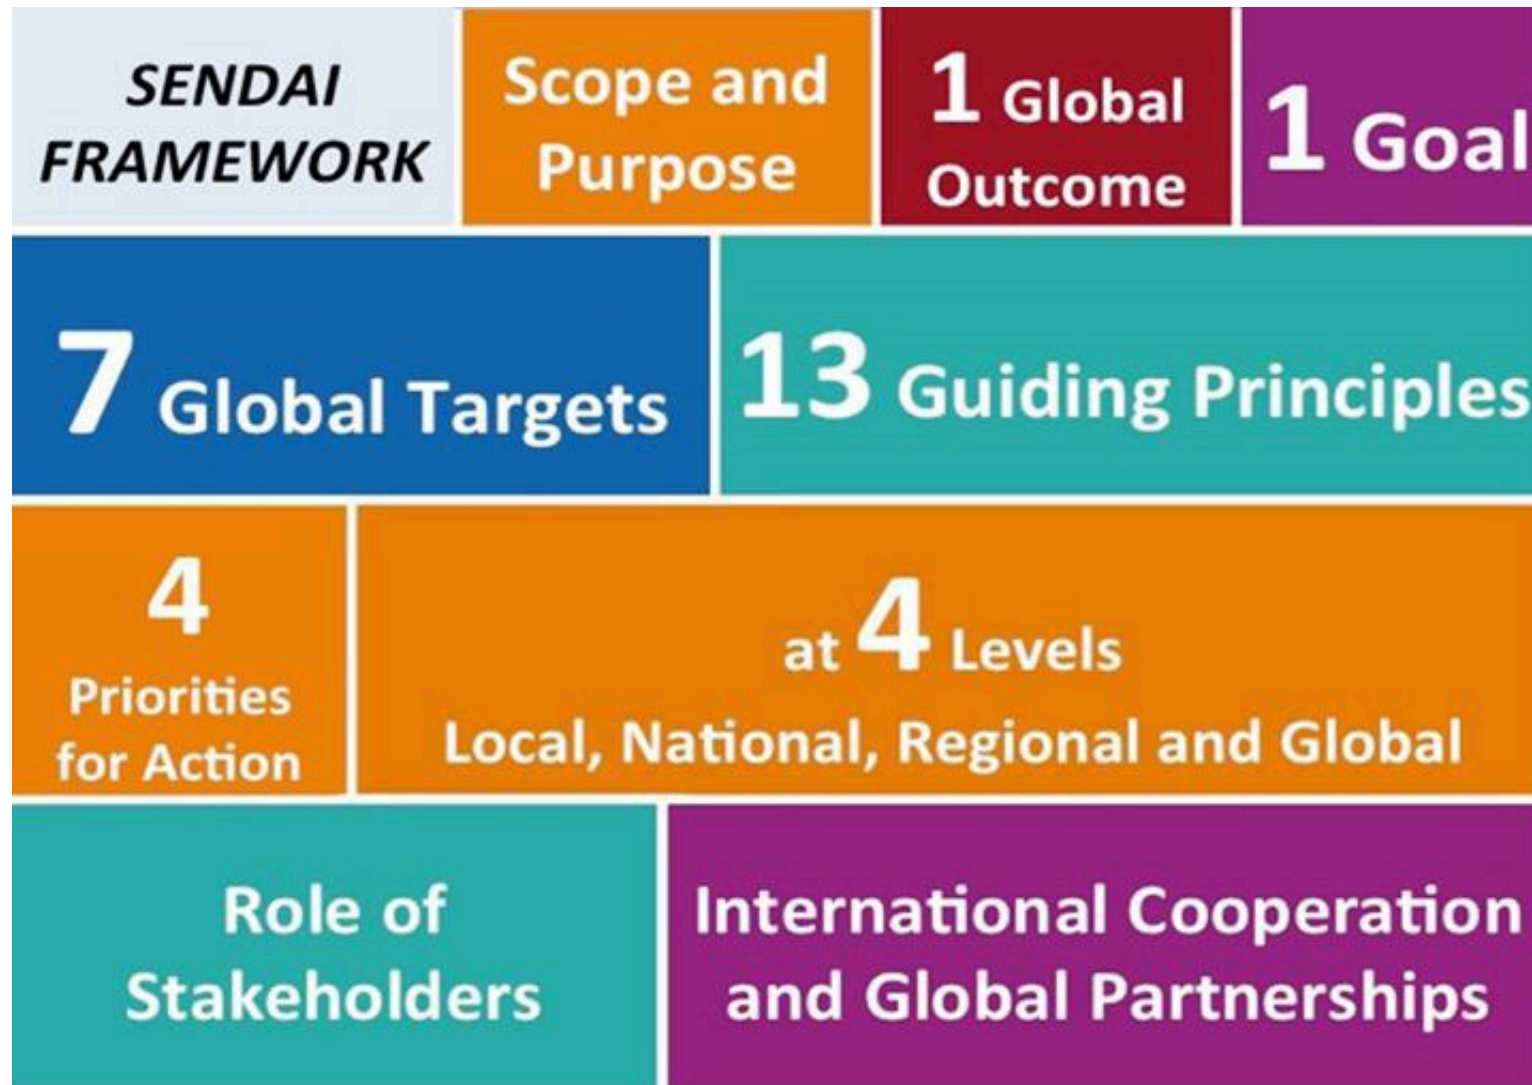 SENDAI
FRAMEWORK
Scope and
Purpose
1 Global
Outcome
1 Goal
7 Global Targets
13 Guiding Principles
4
Priorities
for Action
at 4 Levels
Local, National, Regional and Global
Role of
Stakeholders
International Cooperation
and Global Partnerships